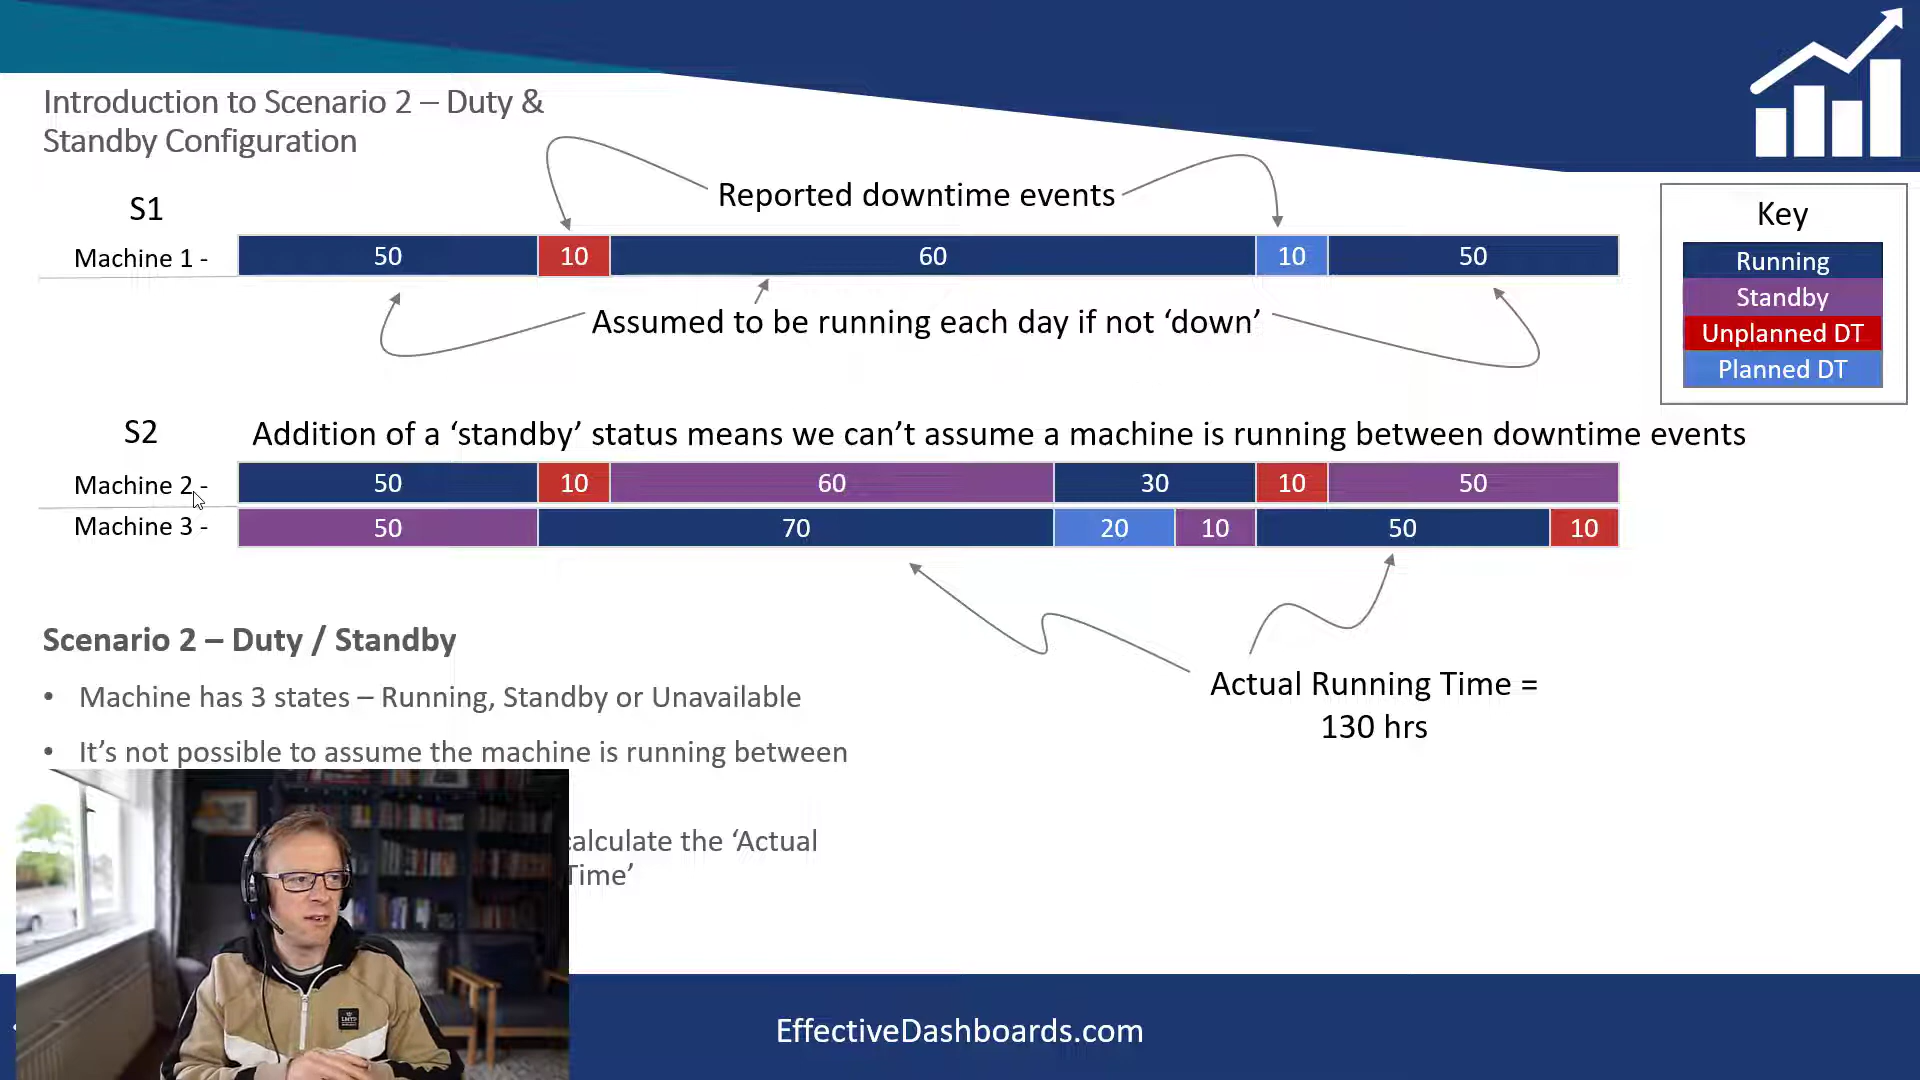 Introduction to Scenario 2 – Duty &
Standby Configuration
S1
Reported downtime events
Key
Machine 1 -
50
10
60
10
50
Running
Standby
Unplanned DT
Planned DT
Assumed to be running each day if not ‘down’
S2
Addition of a ‘standby’ status means we can’t assume a machine is running between downtime events
Machine 2 -
50
10
60
30
10
50
Machine 3 -
50
70
20
10
50
10
Scenario 2 – Duty / Standby
• Machine has 3 states – Running, Standby or Unavailable
• It’s not possible to assume the machine is running between
calculate the ‘Actual
Time’
Actual Running Time =
130 hrs
EffectiveDashboards.com